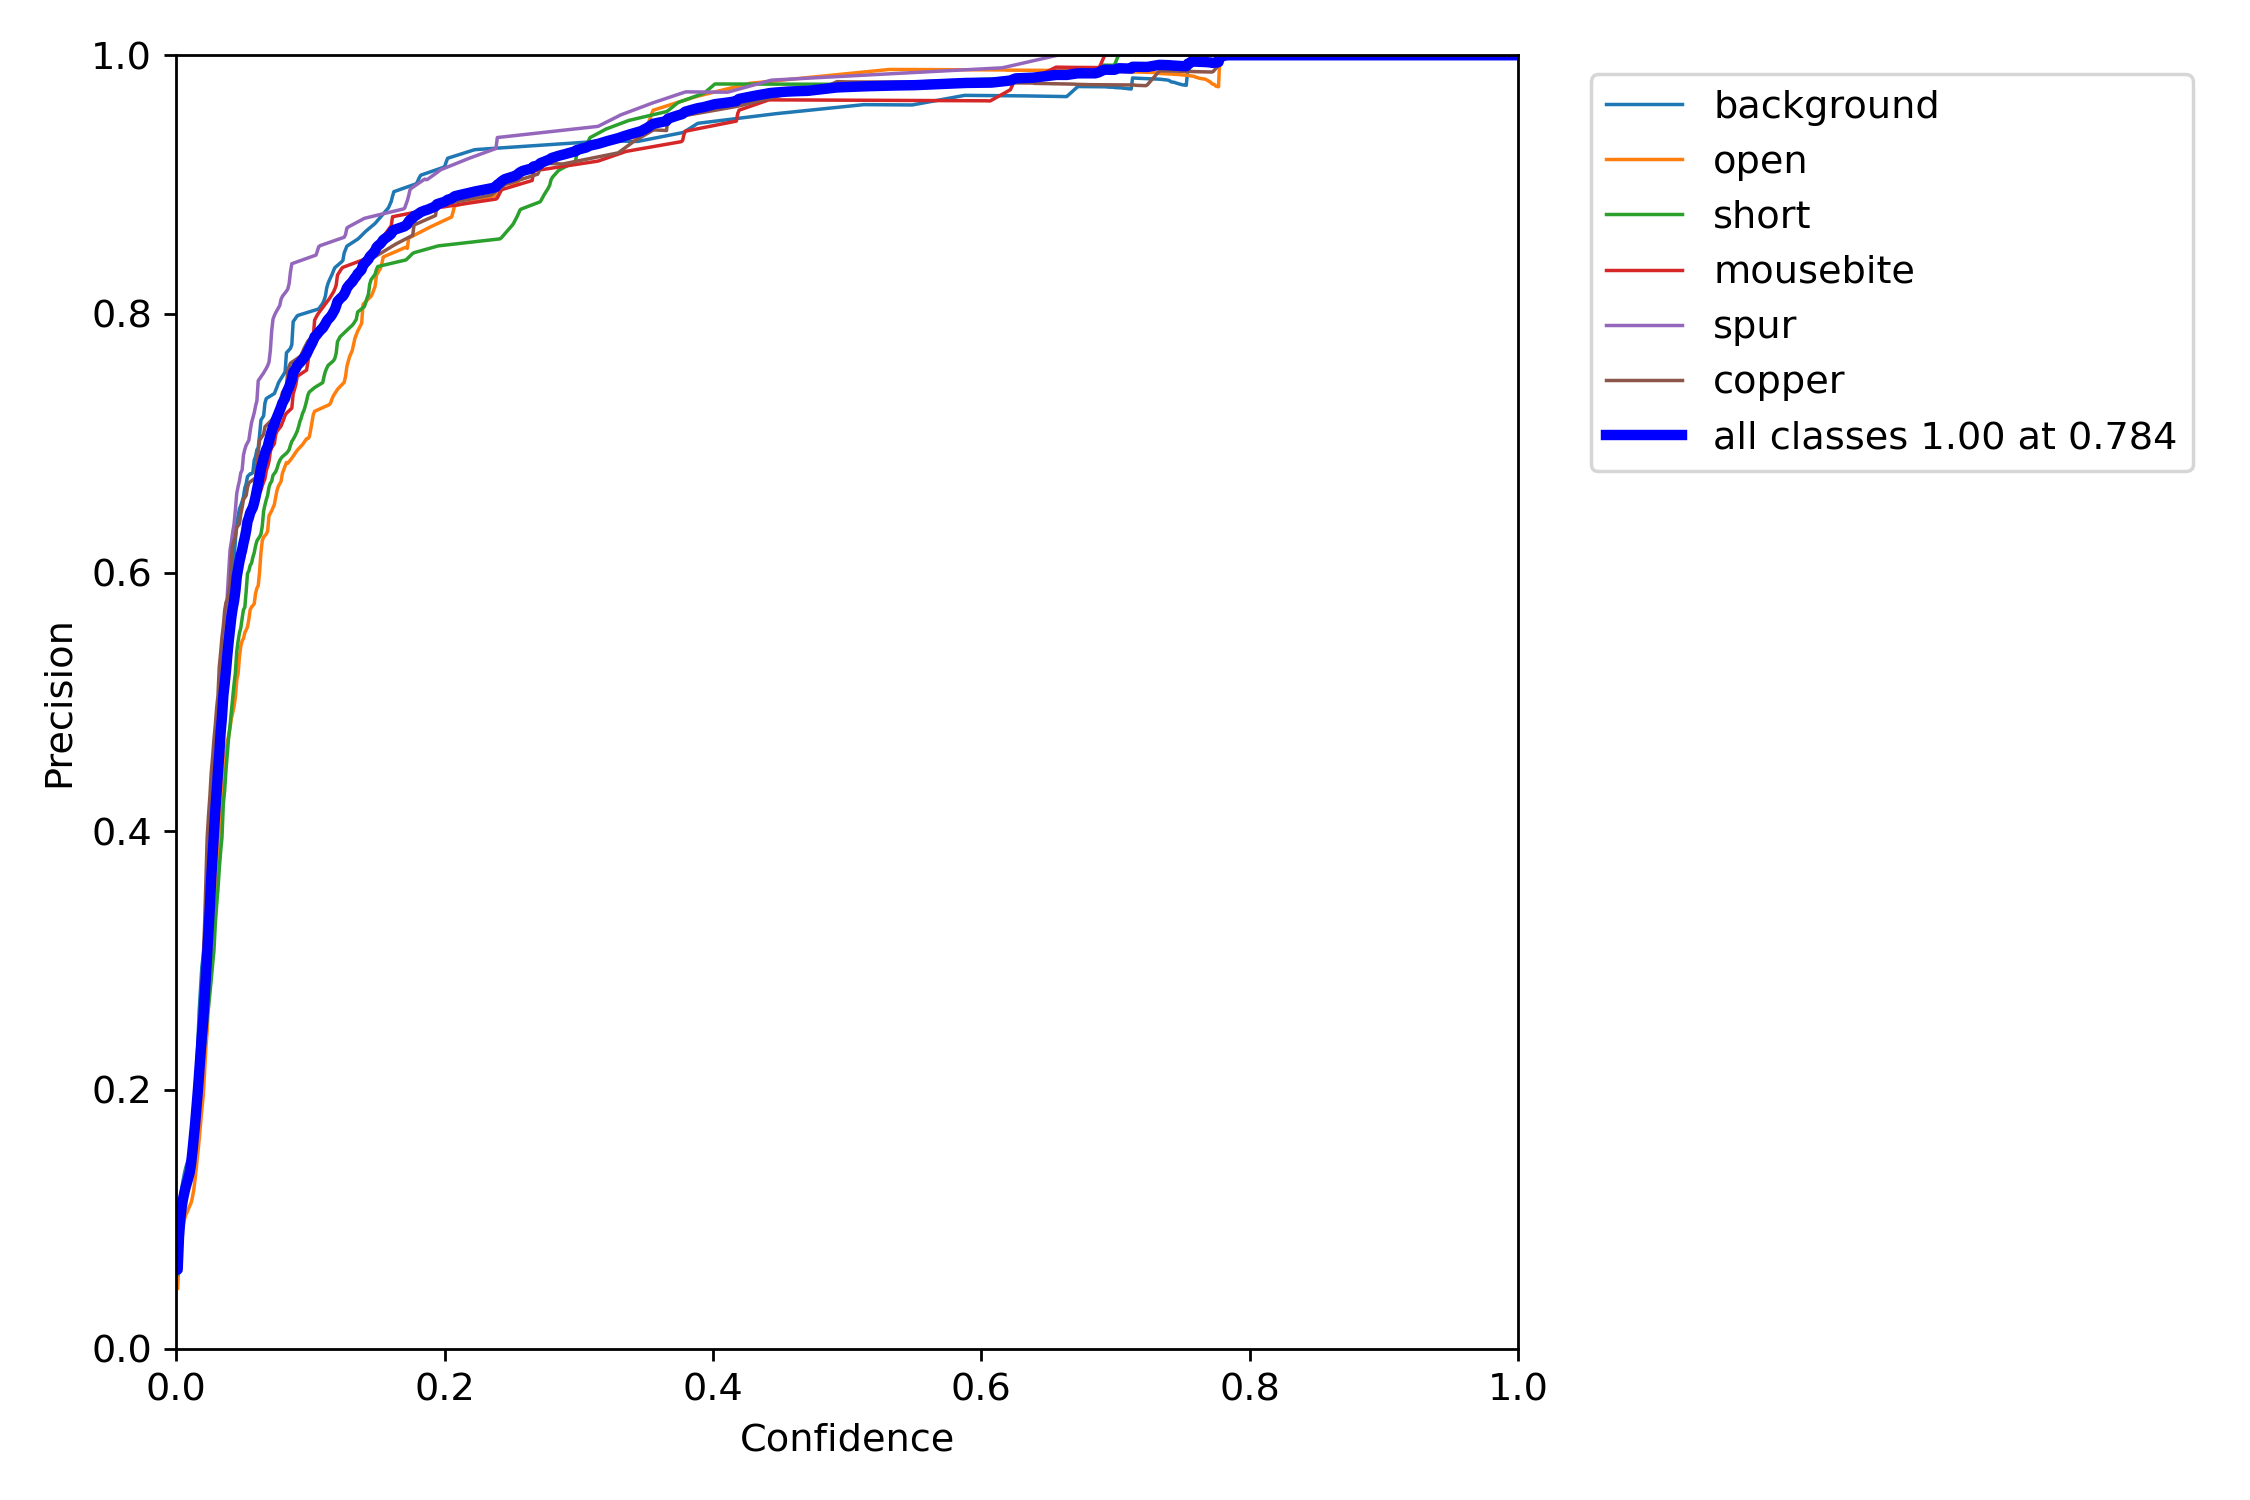 1.0
0.8
0.6
0.4
0.2
0.0
Precision
0.0 0.2 0.4 0.6 0.8 1.0
Confidence
background
open
short
mousebite
spur
copper
all classes 1.00 at 0.784